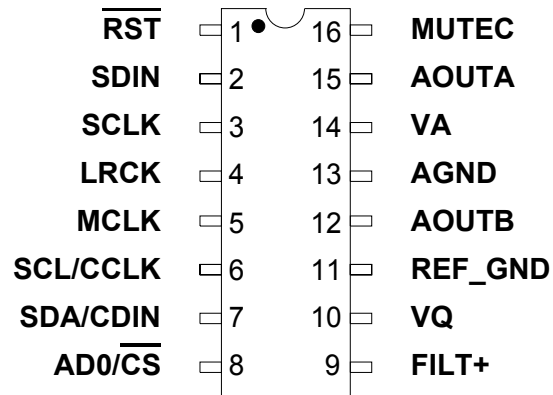 RST 1 16 MUTEC
SDIN 2 15 AOUTA
SCLK 3 14 VA
LRCK 4 13 AGND
MCLK 5 12 AOUTB
SCL/CCLK 6 11 REF_GND
SDA/CDIN 7 10 VQ
AD0/CS 8 9 FILT+